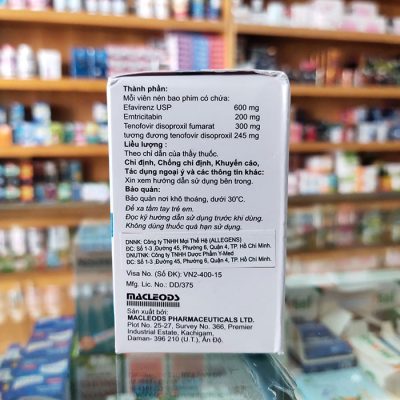 Thành phần:
Mỗi viên nén bao phim có chứa:
Efavirenz USP 600 mg
Emtricitabin 200 mg
Tenofovir disoproxil fumarat 300 mg
tương đương tenofovir disoproxil 245 mg
Liều lượng :
Theo chỉ dẫn của thầy thuốc.
Chỉ định, Chống chỉ định, Khuyến cáo,
Tác dụng ngoại ý và các thông tin khác:
Xin xem hướng dẫn sử dụng bên trong.
Bảo quản:
Bảo quản nơi khô thoáng, dưới 30°C.
Để xa tầm tay trẻ em.
Đọc kỹ hướng dẫn sử dụng trước khi dùng.
Không dùng thuốc quá hạn sử dụng.
DNNK: Công ty TNHH Một Thế Hệ (ALLEGENS)
DC: Số 1-3 ,Đường 45, Phường 6, Quận 4, TP. Hồ Chí Minh.
DNUTNK: Công ty TNHH Dược Phẩm Y-Med
DC: Số 1-3 ,Đường 45, Phường 6, Quận 4, TP. Hồ Chí Minh.
Visa No. (Số ĐK): VN2-400-15
Mfg. Lic. No.: DD/375
MACLEODS
Sản xuất bởi:
MACLEODS PHARMACEUTICALS LTD.
Plot No. 25-27, Survey No. 366, Premier
Industrial Estate, Kachigam,
Daman- 396 210 (U.T.), Ấn Độ.